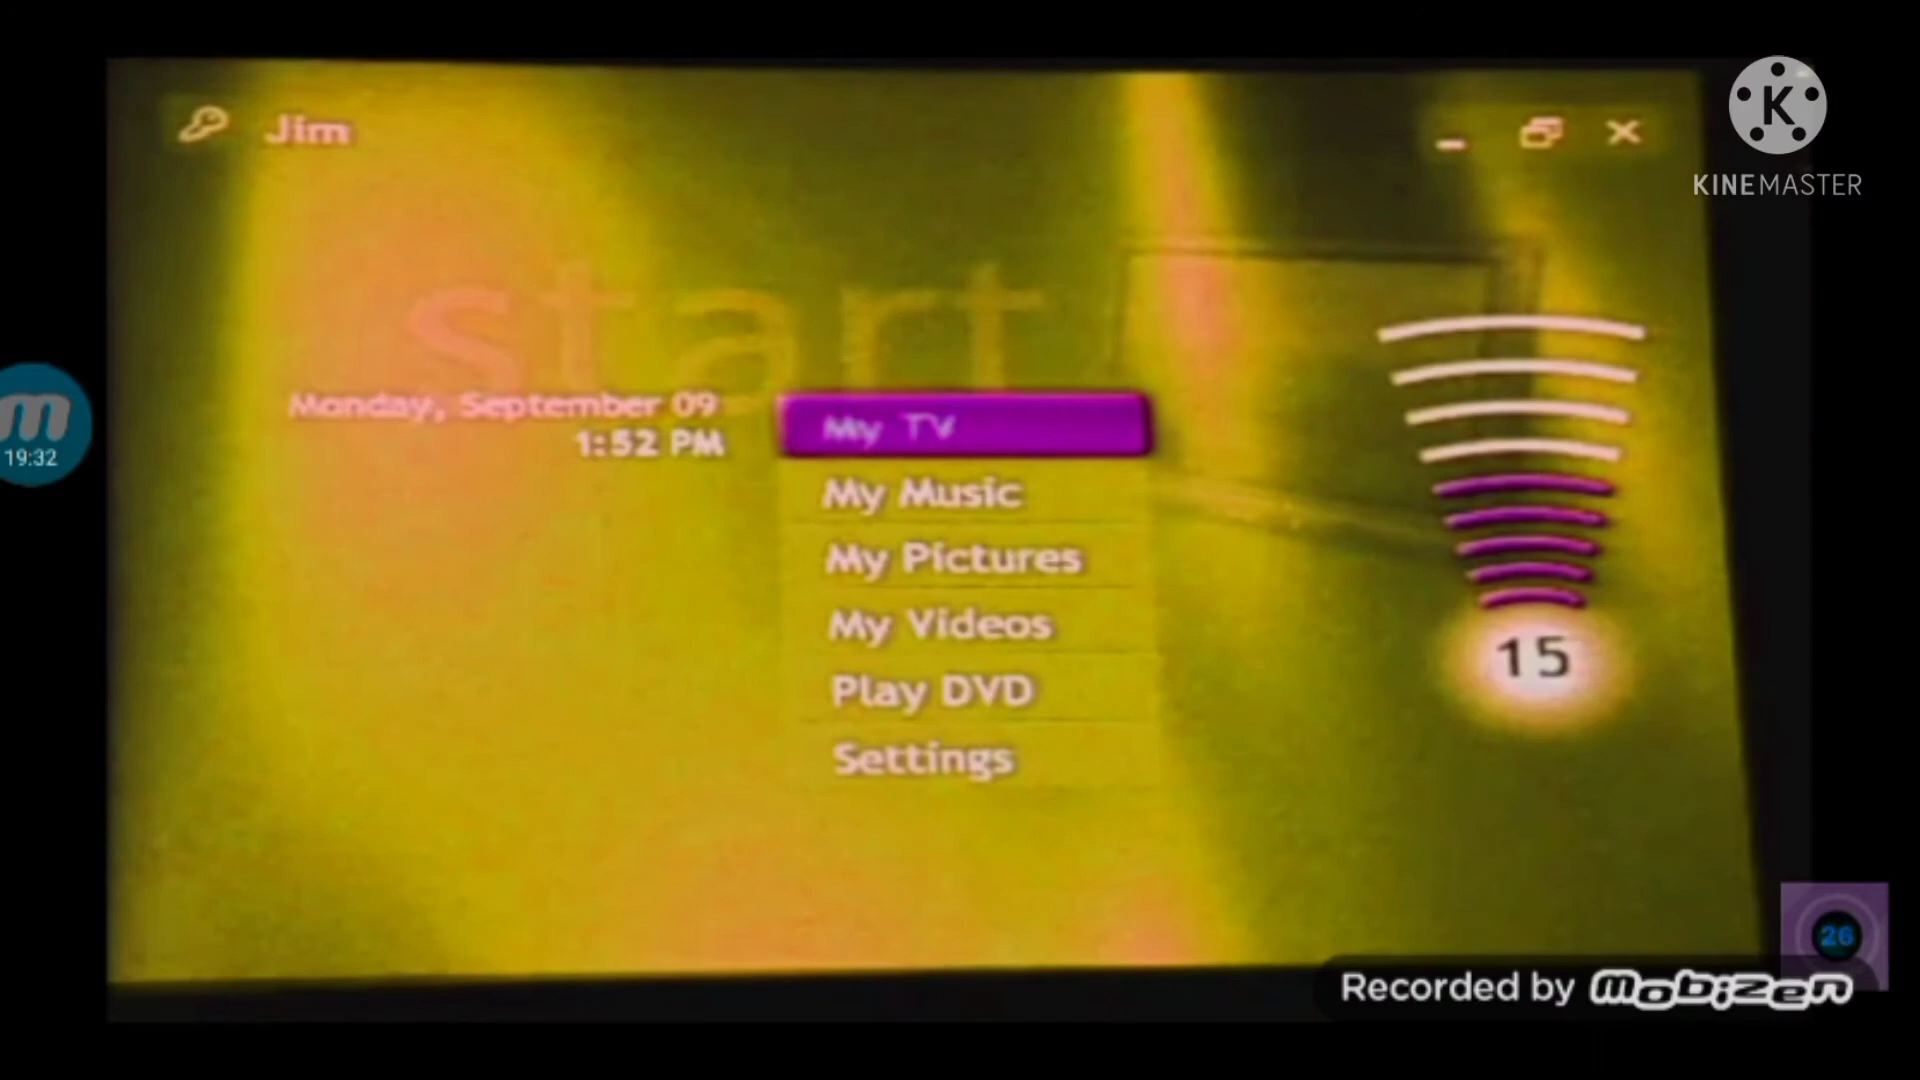 Jim
K
KINEMASTER
start
Monday, September 09
1:52 PM
My TV
My Music
My Pictures
My Videos
Play DVD
Settings
15
m
19:32
26
Recorded by mobizen